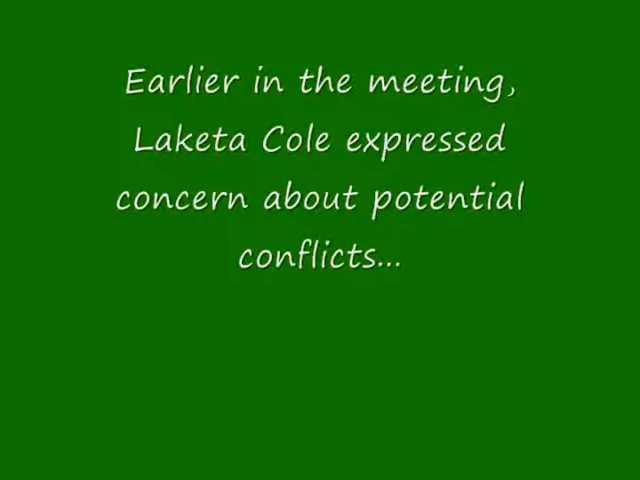 Earlier in the meeting,
Laketa Cole expressed
concern about potential
conflicts...